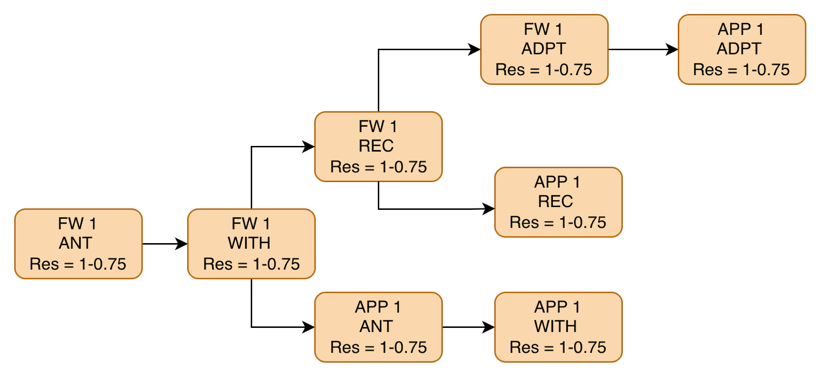 FW 1
ADPT
Res = 1-0.75
APP 1
ADPT
Res = 1-0.75
FW 1
REC
Res = 1-0.75
APP 1
REC
Res = 1-0.75
FW 1
ANT
Res = 1-0.75
FW 1
WITH
Res = 1-0.75
APP 1
ANT
Res = 1-0.75
APP 1
WITH
Res = 1-0.75